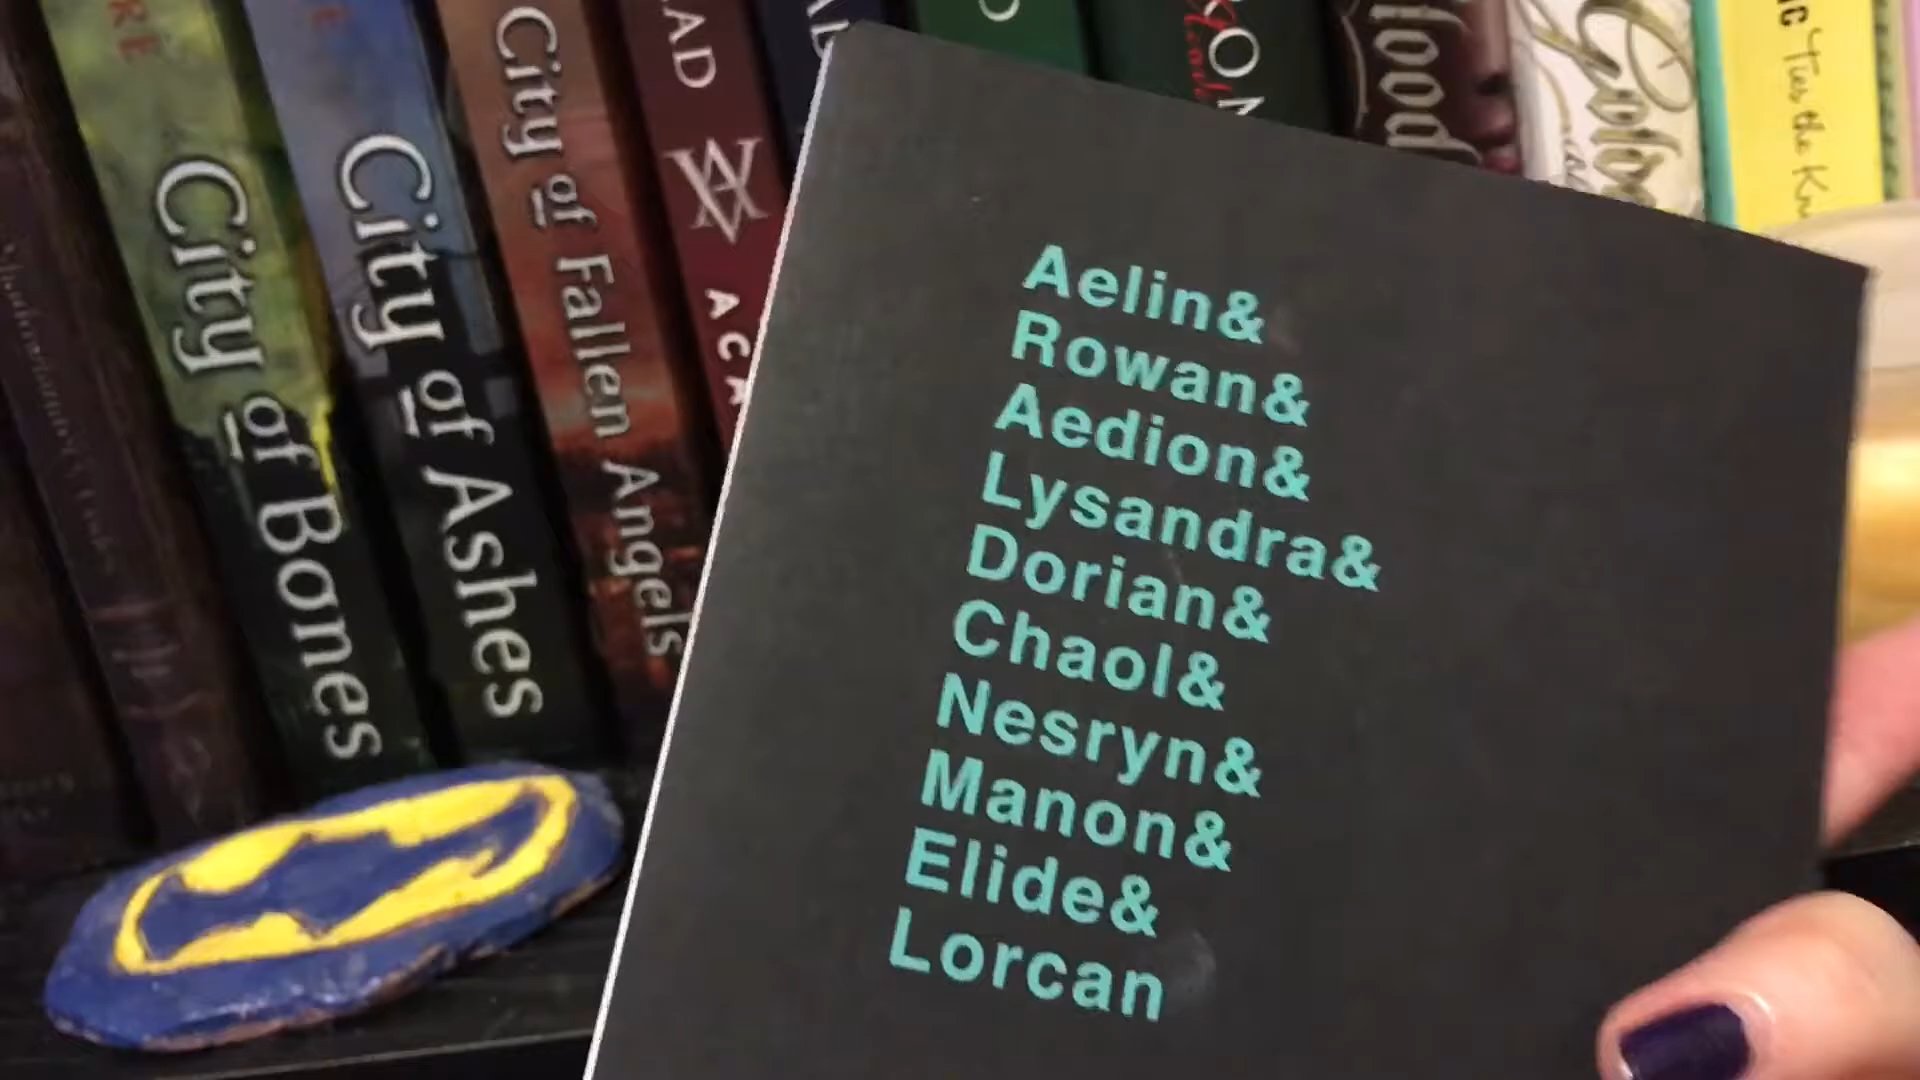 City of Bones
City of Ashes
City of Fallen Angels
Aelin&
Rowan&
Aedion&
Lysandra&
Dorian&
Chaol&
Nesryn&
Manon&
Elide&
Lorcan